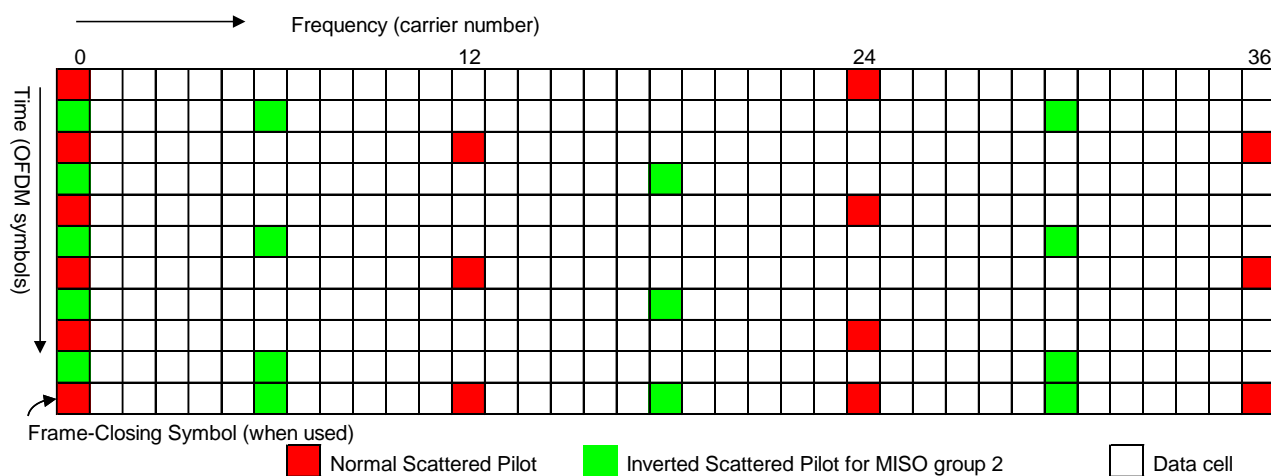 Frequency (carrier number)
0 12 24 36
Time (OFDM symbols)
Frame-Closing Symbol (when used)
Normal Scattered Pilot Inverted Scattered Pilot for MISO group 2 Data cell